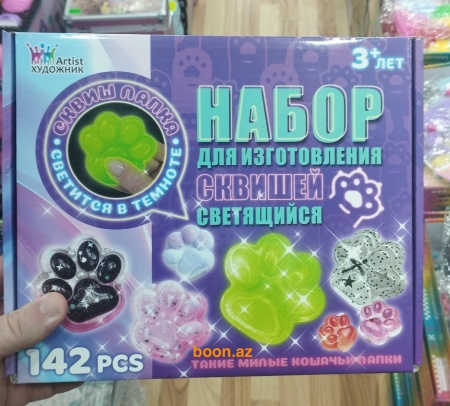 Artist
ХУДОЖНИК
3+ ЛЕТ
СКВИШ ЛАПКА
СВЕТИТСЯ В ТЕМНОТЕ
НАБОР
ДЛЯ ИЗГОТОВЛЕНИЯ
СКВИШЕЙ
СВЕТЯЩИЙСЯ
142 PCS
boon.az
ТАКИЕ МИЛЫЕ КОШАЧЬИ ЛАПКИ